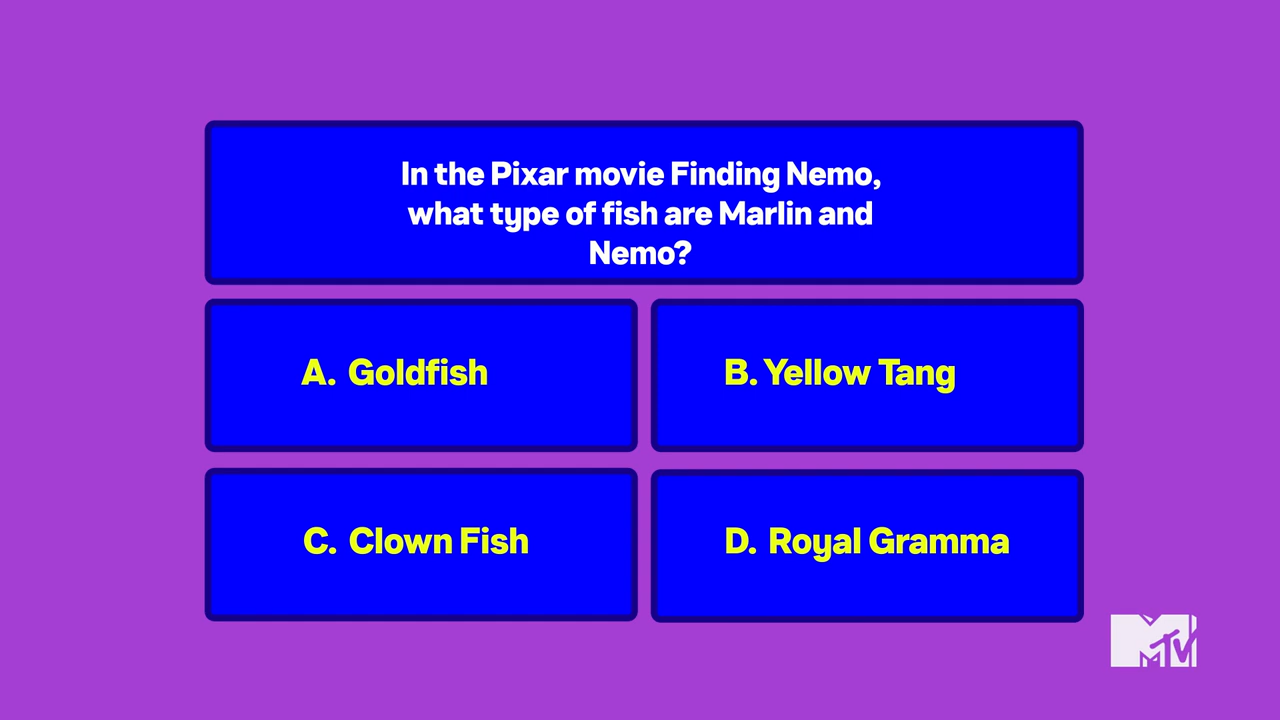 In the Pixar movie Finding Nemo,
what type of fish are Marlin and
Nemo?
A. Goldfish
B. Yellow Tang
C. Clown Fish
D. Royal Gramma
MTV